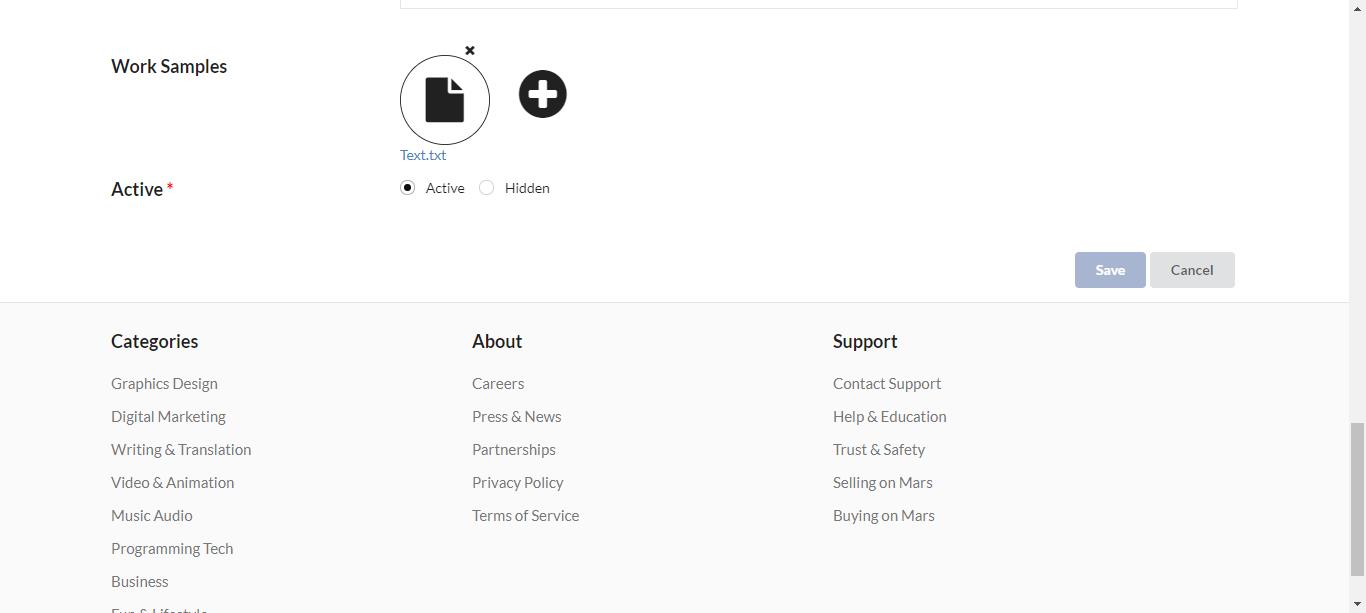 Work Samples
Text.txt
Active *
Active Hidden
Save Cancel
Categories
Graphics Design
Digital Marketing
Writing & Translation
Video & Animation
Music Audio
Programming Tech
Business
Fun & Lifestyle
About
Careers
Press & News
Partnerships
Privacy Policy
Terms of Service
Support
Contact Support
Help & Education
Trust & Safety
Selling on Mars
Buying on Mars